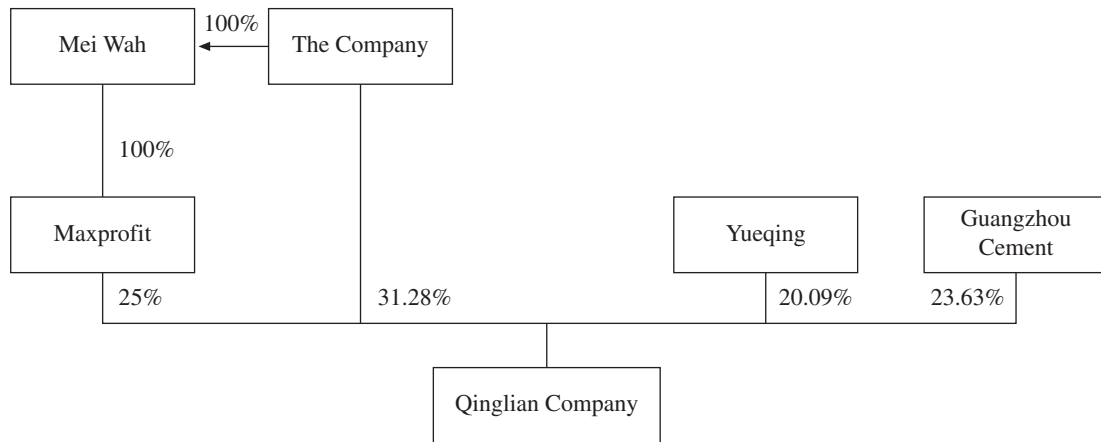 100%
Mei Wah
The Company
100%
Maxprofit
Yueqing
Guangzhou
Cement
25%
31.28%
20.09%
23.63%
Qinglian Company